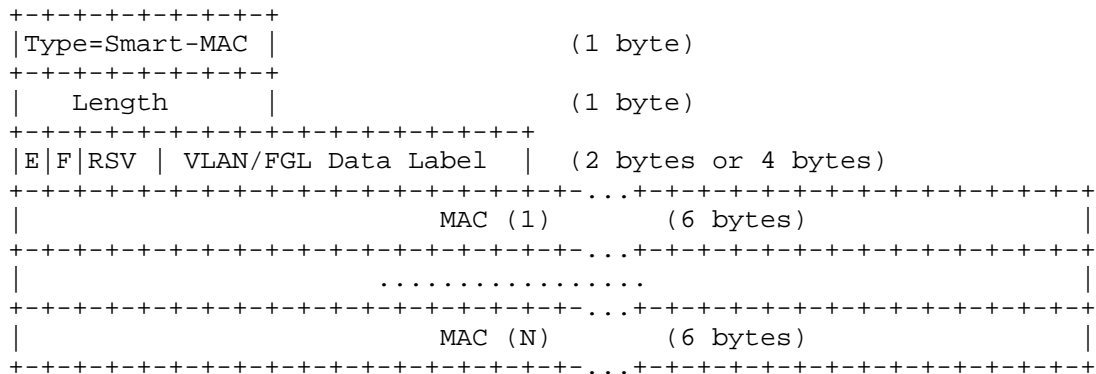 +-+-+-+-+-+-+-+-+
|Type=Smart-MAC |                  (1 byte)
+-+-+-+-+-+-+-+-+
|   Length      |                  (1 byte)
+-+-+-+-+-+-+-+-+-+-+-+-+-+-+-+-+
|E|F|RSV | VLAN/FGL Data Label  |  (2 bytes or 4 bytes)
+-+-+-+-+-+-+-+-+-+-+-+-+-+-+-+-+-+-...+-+-+-+-+-+-+-+-+-+-+-+-+-+-+
|                          MAC (1)       (6 bytes)                 |
+-+-+-+-+-+-+-+-+-+-+-+-+-+-+-+-+-+-...+-+-+-+-+-+-+-+-+-+-+-+-+-+-+
|                      .................                           |
+-+-+-+-+-+-+-+-+-+-+-+-+-+-+-+-+-+-...+-+-+-+-+-+-+-+-+-+-+-+-+-+-+
|                          MAC (N)       (6 bytes)                 |
+-+-+-+-+-+-+-+-+-+-+-+-+-+-+-+-+-+-...+-+-+-+-+-+-+-+-+-+-+-+-+-+-+